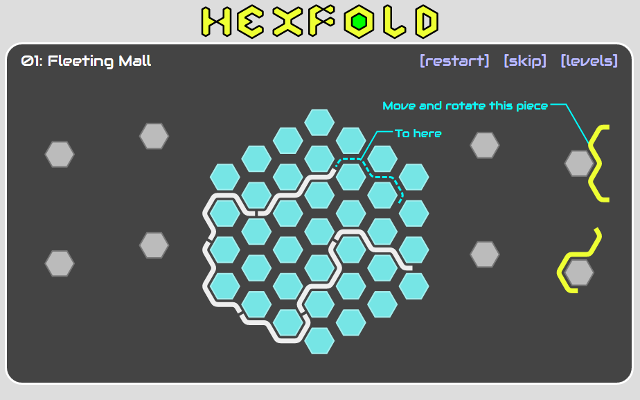 HEXFOLD
01: Fleeting Mall
[restart] [skip] [levels]
Move and rotate this piece
To here